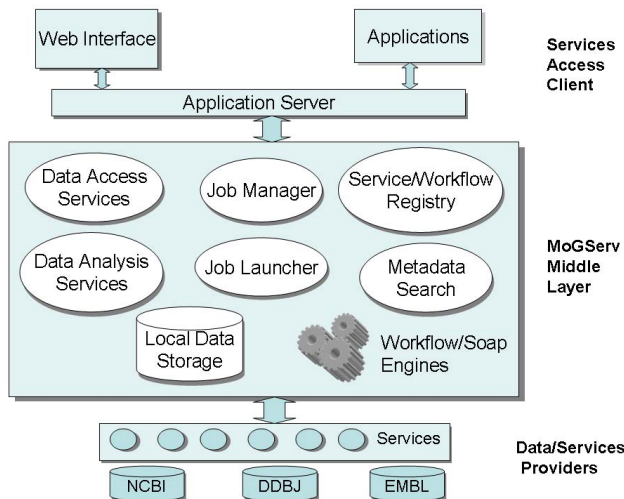 Web Interface
Applications
Services
Access
Client
Application Server
Data Access
Services
Job Manager
Service/Workflow
Registry
Data Analysis
Services
Job Launcher
Metadata
Search
MoGServ
Middle
Layer
Local Data
Storage
Workflow/Soap
Engines
Services
Data/Services
Providers
NCBI
DDBJ
EMBL